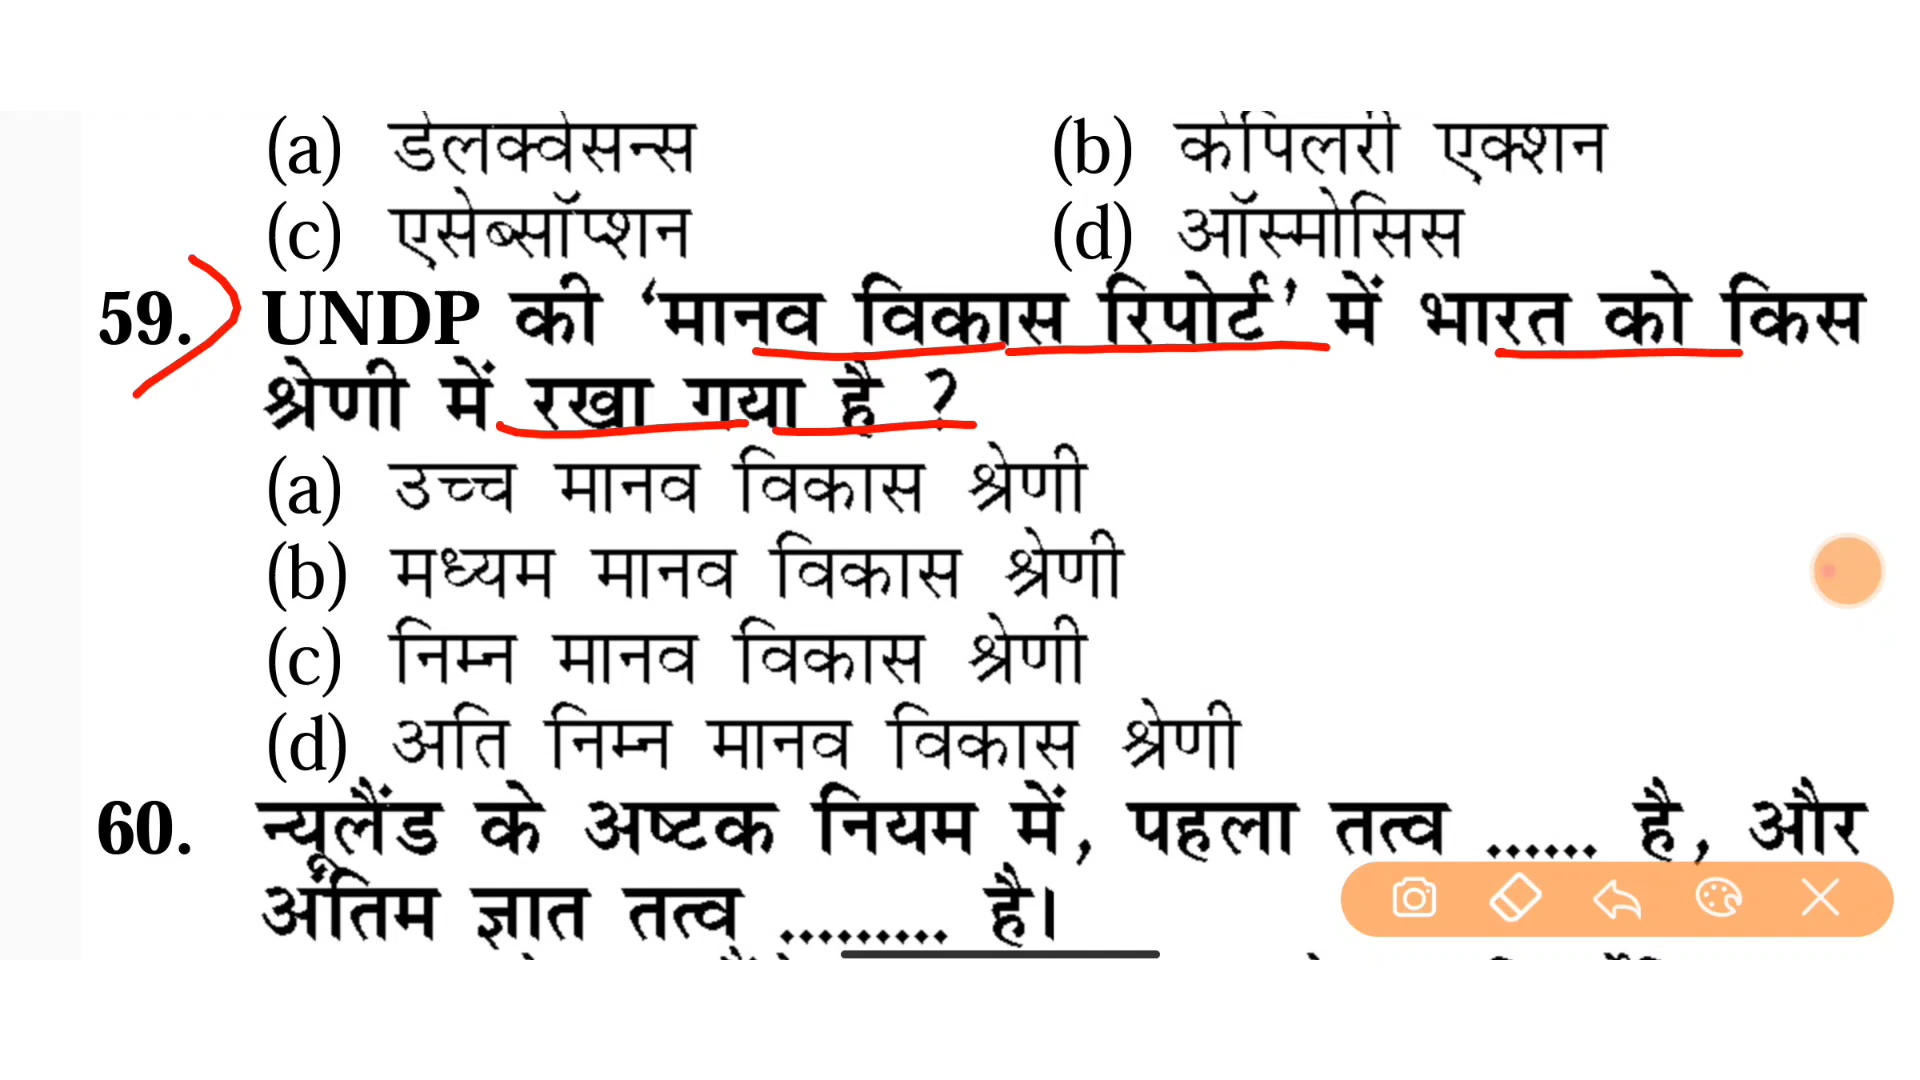 (a) डेलक्वेसन्स (b) केपिलरी एक्शन
(c) एसेब्सॉप्शन (d) ऑस्मोसिस
59. UNDP की ‘मानव विकास रिपोर्ट’ में भारत को किस
श्रेणी में रखा गया है ?
(a) उच्च मानव विकास श्रेणी
(b) मध्यम मानव विकास श्रेणी
(c) निम्न मानव विकास श्रेणी
(d) अति निम्न मानव विकास श्रेणी
60. न्यूलैंड के अष्टक नियम में, पहला तत्व ...... है, और
अंतिम ज्ञात तत्व ......... है।